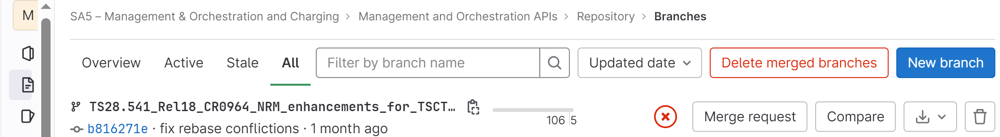 M
SA5 – Management & Orchestration and Charging > Management and Orchestration APIs > Repository > Branches
Overview Active Stale All Filter by branch name Updated date Delete merged branches New branch
TS28.541_Rel18_CR0964_NRM_enhancements_for_TSCT…
106 5 Merge request Compare
b816271e · fix rebase conflictions · 1 month ago